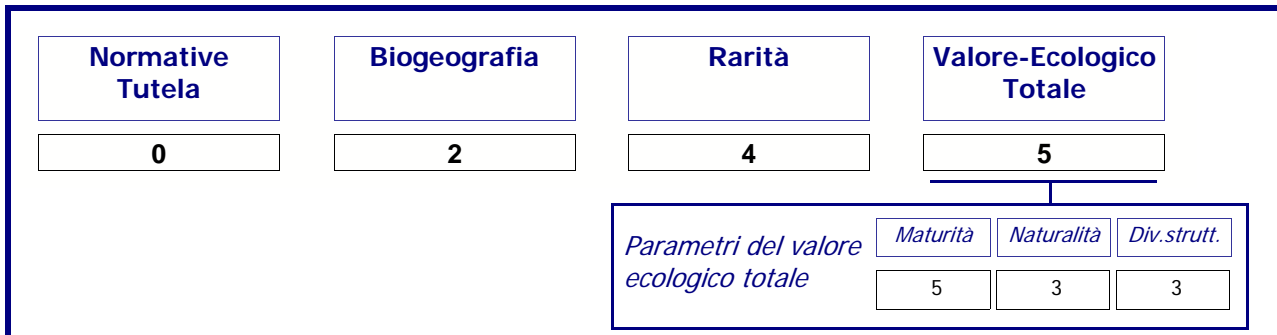 Normative Tutela
Biogeografia
Rarità
Valore-Ecologico Totale
0
2
4
5
Parametri del valore ecologico totale
Maturità
Naturalità
Div.strutt.
5
3
3